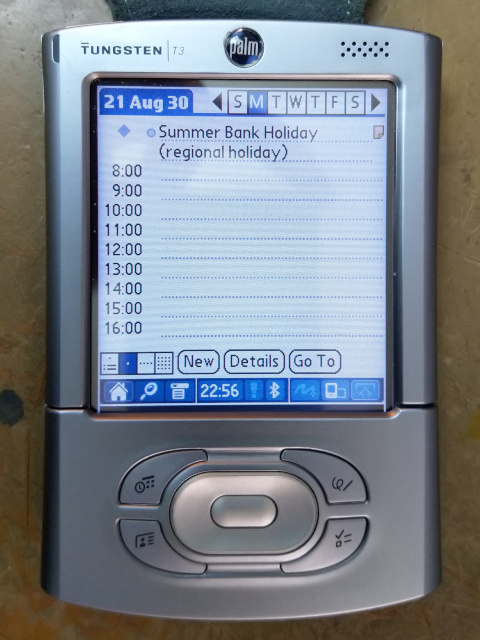 TUNGSTEN | T3
palm
21 Aug 30
S M T W T F S
Summer Bank Holiday
(regional holiday)
8:00
9:00
10:00
11:00
12:00
13:00
14:00
15:00
16:00
New Details Go To
22:56